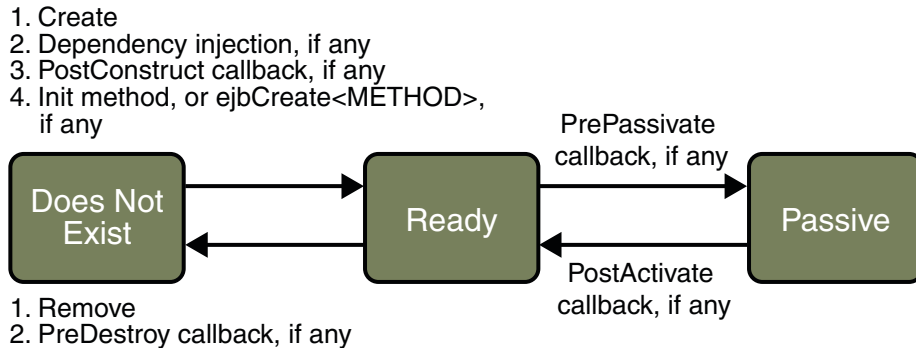 1. Create
2. Dependency injection, if any
3. PostConstruct callback, if any
4. Init method, or ejbCreate<METHOD>,
if any
PrePassivate
callback, if any
Does Not
Exist
Ready
Passive
PostActivate
callback, if any
1. Remove
2. PreDestroy callback, if any